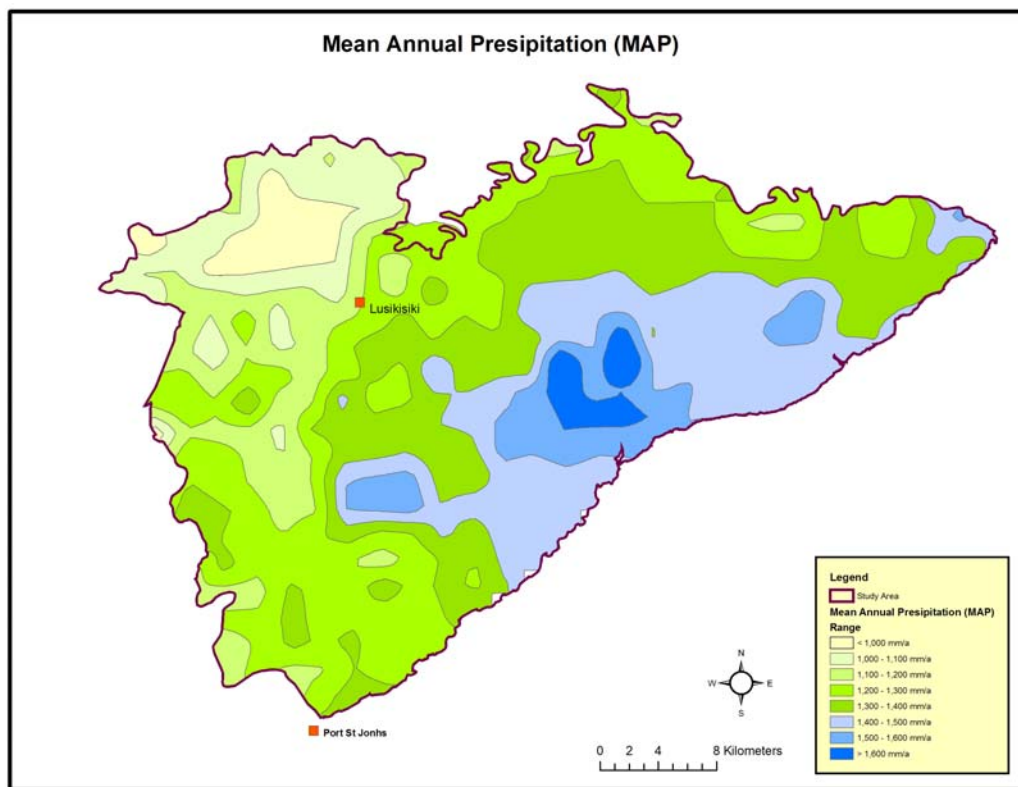 Mean Annual Presipitation (MAP)
Lusikisiki
Port St Jonhs
N
W E
S
0 2 4 8 Kilometers
Legend
Study Area
Mean Annual Presipitation (MAP)
Range
< 1,000 mm/a
1,000 - 1,100 mm/a
1,100 - 1,200 mm/a
1,200 - 1,300 mm/a
1,300 - 1,400 mm/a
1,400 - 1,500 mm/a
1,500 - 1,600 mm/a
> 1,600 mm/a